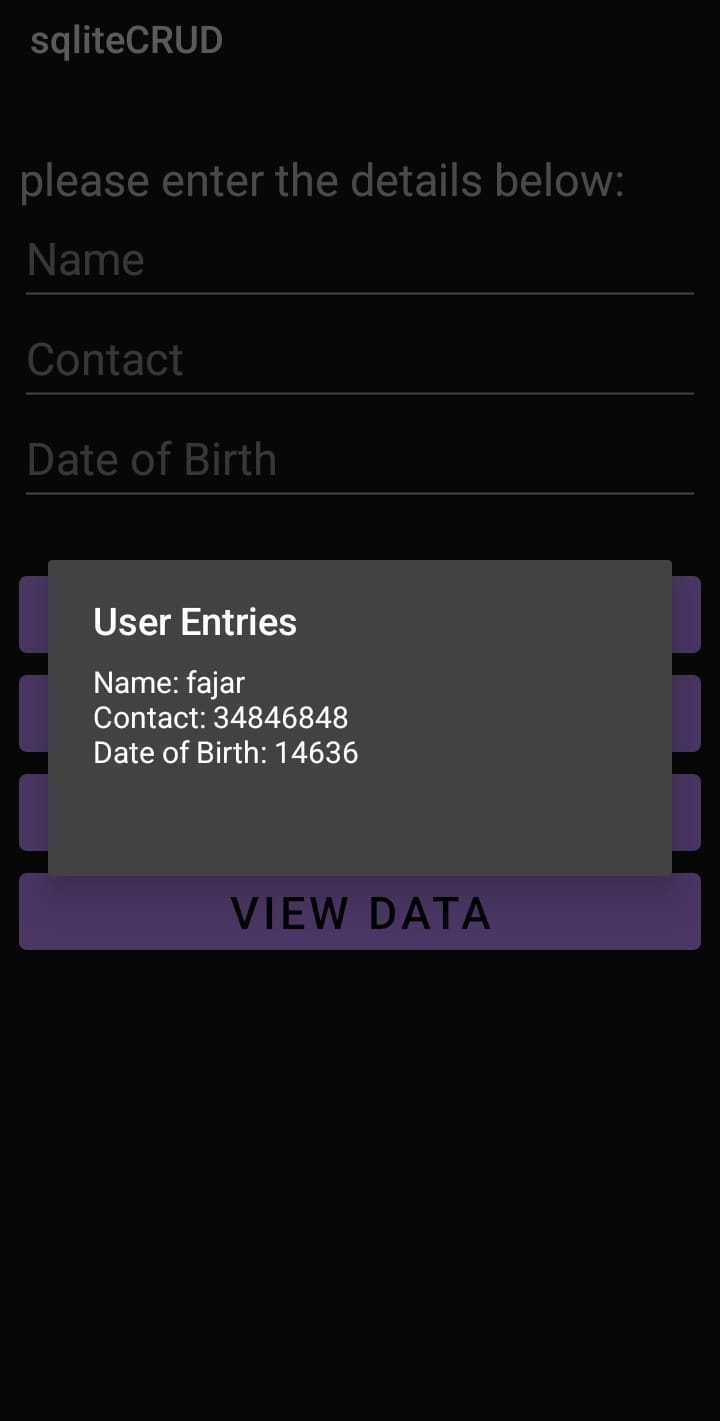 sqliteCRUD
please enter the details below:
Name
Contact
Date of Birth
User Entries
Name: fajar
Contact: 34846848
Date of Birth: 14636
VIEW DATA